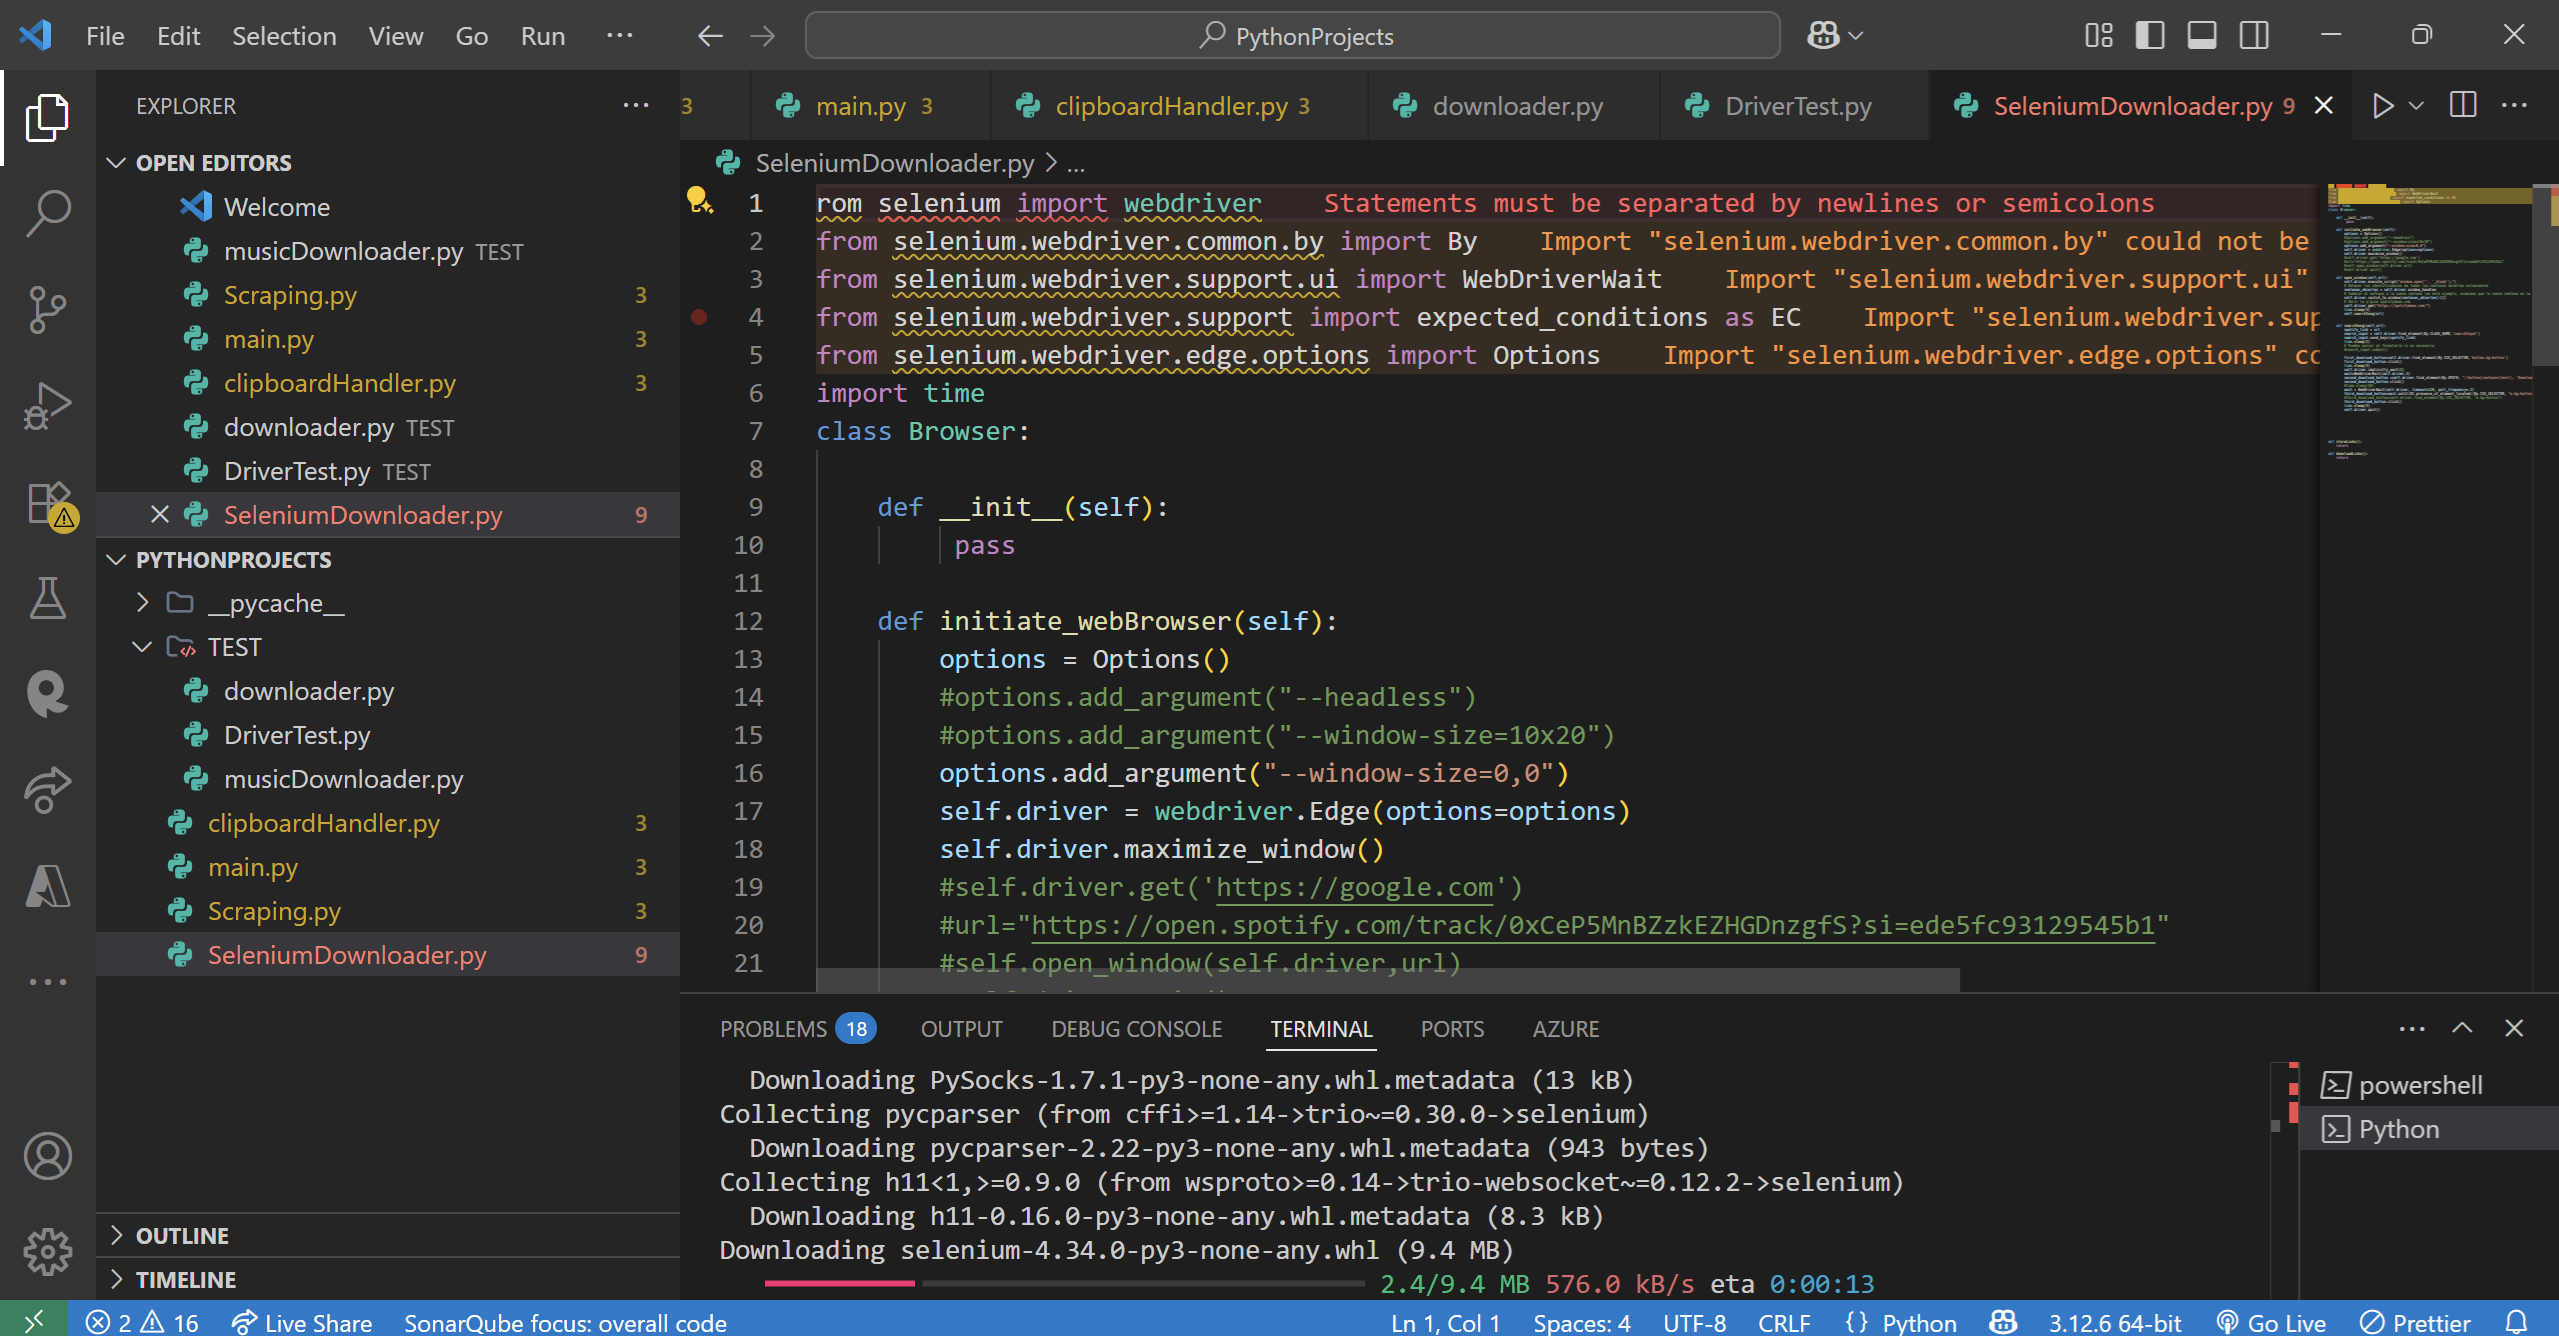 File Edit Selection View Go Run ···
PythonProjects
EXPLORER
OPEN EDITORS
Welcome
musicDownloader.py TEST
Scraping.py 3
main.py 3
clipboardHandler.py 3
downloader.py TEST
DriverTest.py TEST
SeleniumDownloader.py 9
PYTHONPROJECTS
__pycache__
TEST
downloader.py
DriverTest.py
musicDownloader.py
clipboardHandler.py 3
main.py 3
Scraping.py 3
SeleniumDownloader.py 9
OUTLINE
TIMELINE
3 main.py 3 clipboardHandler.py 3 downloader.py DriverTest.py SeleniumDownloader.py 9
SeleniumDownloader.py > ...
1 rom selenium import webdriver Statements must be separated by newlines or semicolons
2 from selenium.webdriver.common.by import By Import "selenium.webdriver.common.by" could not be
3 from selenium.webdriver.support.ui import WebDriverWait Import "selenium.webdriver.support.ui"
4 from selenium.webdriver.support import expected_conditions as EC Import "selenium.webdriver.sup
5 from selenium.webdriver.edge.options import Options Import "selenium.webdriver.edge.options" co
6 import time
7 class Browser:
8
9 def __init__(self):
10 pass
11
12 def initiate_webBrowser(self):
13 options = Options()
14 #options.add_argument("--headless")
15 #options.add_argument("--window-size=10x20")
16 options.add_argument("--window-size=0,0")
17 self.driver = webdriver.Edge(options=options)
18 self.driver.maximize_window()
19 #self.driver.get('https://google.com')
20 #url="https://open.spotify.com/track/0xCeP5MnBZzkEZHGDnzgfS?si=ede5fc93129545b1"
21 #self.open_window(self.driver,url)
PROBLEMS 18 OUTPUT DEBUG CONSOLE TERMINAL PORTS AZURE
Downloading PySocks-1.7.1-py3-none-any.whl.metadata (13 kB)
Collecting pycparser (from cffi>=1.14->trio~=0.30.0->selenium)
Downloading pycparser-2.22-py3-none-any.whl.metadata (943 bytes)
Collecting h11<1,>=0.9.0 (from wsproto>=0.14->trio-websocket~=0.12.2->selenium)
Downloading h11-0.16.0-py3-none-any.whl.metadata (8.3 kB)
Downloading selenium-4.34.0-py3-none-any.whl (9.4 MB)
2.4/9.4 MB 576.0 kB/s eta 0:00:13
powershell
Python
2 16 Live Share SonarQube focus: overall code Ln 1, Col 1 Spaces: 4 UTF-8 CRLF {} Python 3.12.6 64-bit Go Live Prettier